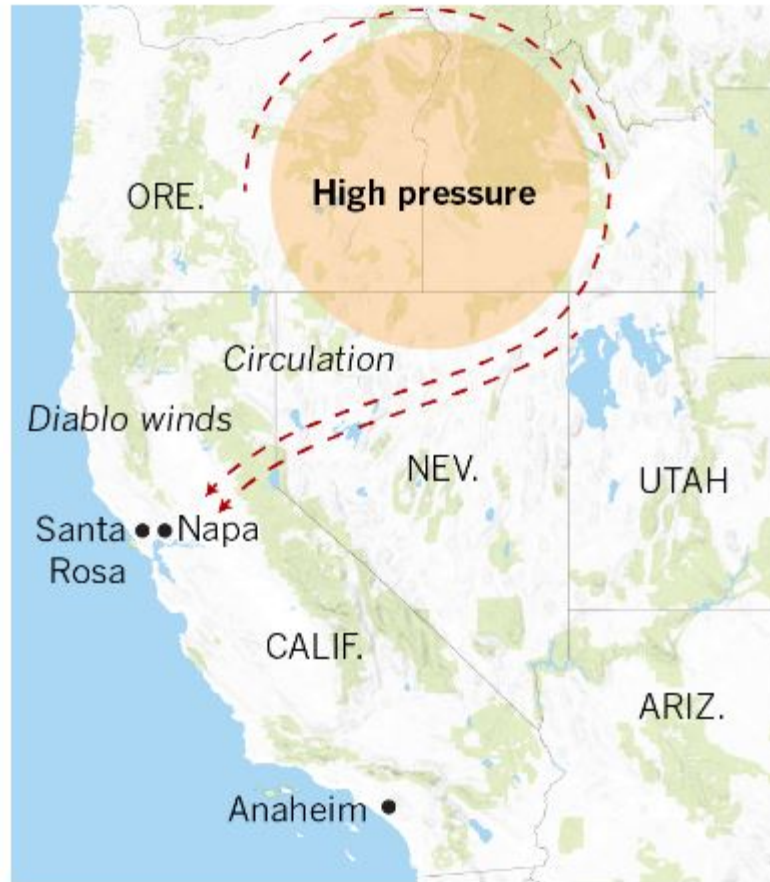 ORE.
High pressure
Circulation
Diablo winds
NEV.
UTAH
Santa
Rosa
Napa
CALIF.
ARIZ.
Anaheim